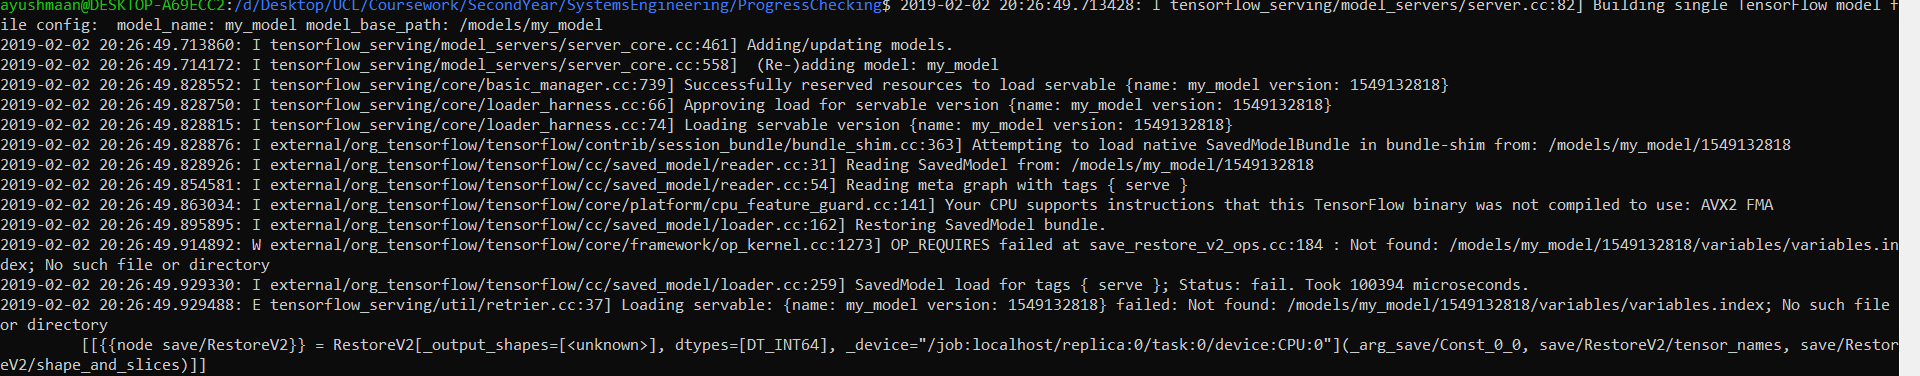 ayushmaan@DESKTOP-A69ECC2:/d/Desktop/UCL/Coursework/SecondYear/SystemsEngineering/ProgressChecking$ 2019-02-02 20:26:49.713428: I tensorflow_serving/model_servers/server.cc:82] Building single TensorFlow model f
ile config:  model_name: my_model model_base_path: /models/my_model
2019-02-02 20:26:49.713860: I tensorflow_serving/model_servers/server_core.cc:461] Adding/updating models.
2019-02-02 20:26:49.714172: I tensorflow_serving/model_servers/server_core.cc:558]  (Re-)adding model: my_model
2019-02-02 20:26:49.828552: I tensorflow_serving/core/basic_manager.cc:739] Successfully reserved resources to load servable {name: my_model version: 1549132818}
2019-02-02 20:26:49.828750: I tensorflow_serving/core/loader_harness.cc:66] Approving load for servable version {name: my_model version: 1549132818}
2019-02-02 20:26:49.828815: I tensorflow_serving/core/loader_harness.cc:74] Loading servable version {name: my_model version: 1549132818}
2019-02-02 20:26:49.828876: I external/org_tensorflow/tensorflow/contrib/session_bundle/bundle_shim.cc:363] Attempting to load native SavedModelBundle in bundle-shim from: /models/my_model/1549132818
2019-02-02 20:26:49.828926: I external/org_tensorflow/tensorflow/cc/saved_model/reader.cc:31] Reading SavedModel from: /models/my_model/1549132818
2019-02-02 20:26:49.854581: I external/org_tensorflow/tensorflow/cc/saved_model/reader.cc:54] Reading meta graph with tags { serve }
2019-02-02 20:26:49.863034: I external/org_tensorflow/tensorflow/core/platform/cpu_feature_guard.cc:141] Your CPU supports instructions that this TensorFlow binary was not compiled to use: AVX2 FMA
2019-02-02 20:26:49.895895: I external/org_tensorflow/tensorflow/cc/saved_model/loader.cc:162] Restoring SavedModel bundle.
2019-02-02 20:26:49.914892: W external/org_tensorflow/tensorflow/core/framework/op_kernel.cc:1273] OP_REQUIRES failed at save_restore_v2_ops.cc:184 : Not found: /models/my_model/1549132818/variables/variables.in
dex; No such file or directory
2019-02-02 20:26:49.929330: I external/org_tensorflow/tensorflow/cc/saved_model/loader.cc:259] SavedModel load for tags { serve }; Status: fail. Took 100394 microseconds.
2019-02-02 20:26:49.929488: E tensorflow_serving/util/retrier.cc:37] Loading servable: {name: my_model version: 1549132818} failed: Not found: /models/my_model/1549132818/variables/variables.index; No such file
or directory
         [[{{node save/RestoreV2}} = RestoreV2[_output_shapes=[<unknown>], dtypes=[DT_INT64], _device="/job:localhost/replica:0/task:0/device:CPU:0"](_arg_save/Const_0_0, save/RestoreV2/tensor_names, save/Restor
eV2/shape_and_slices)]]